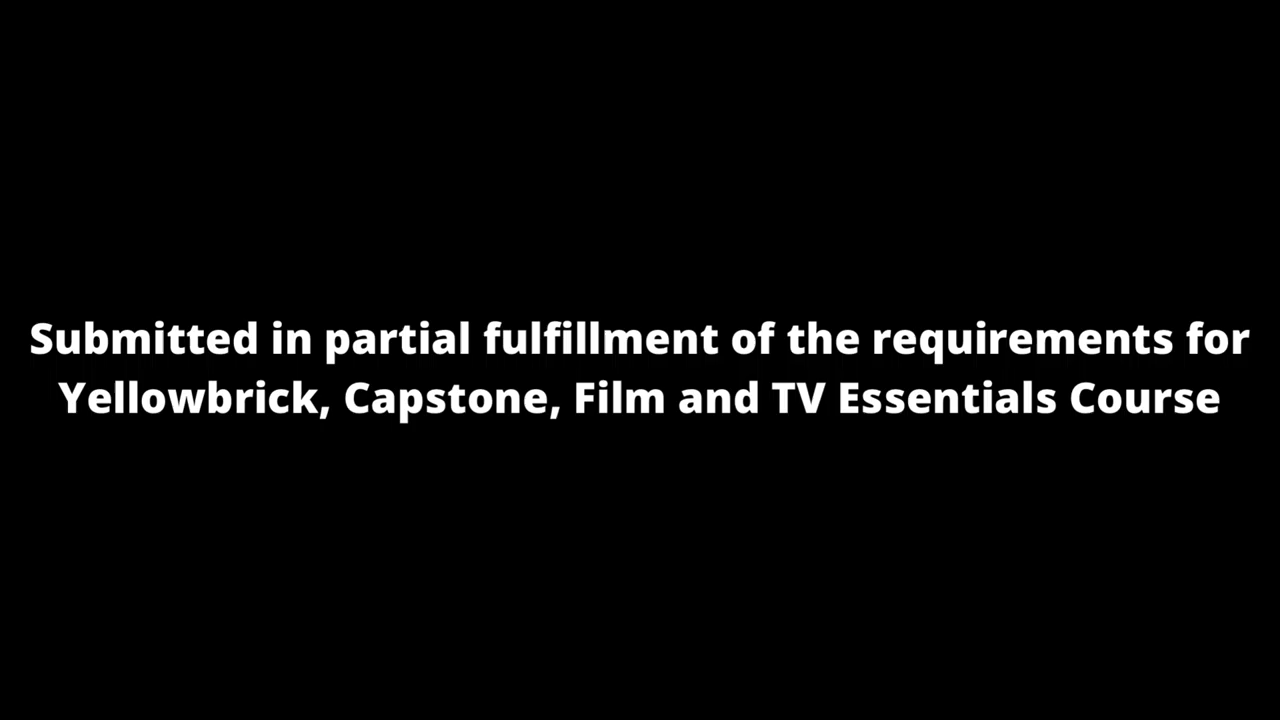 Submitted in partial fulfillment of the requirements for
Yellowbrick, Capstone, Film and TV Essentials Course